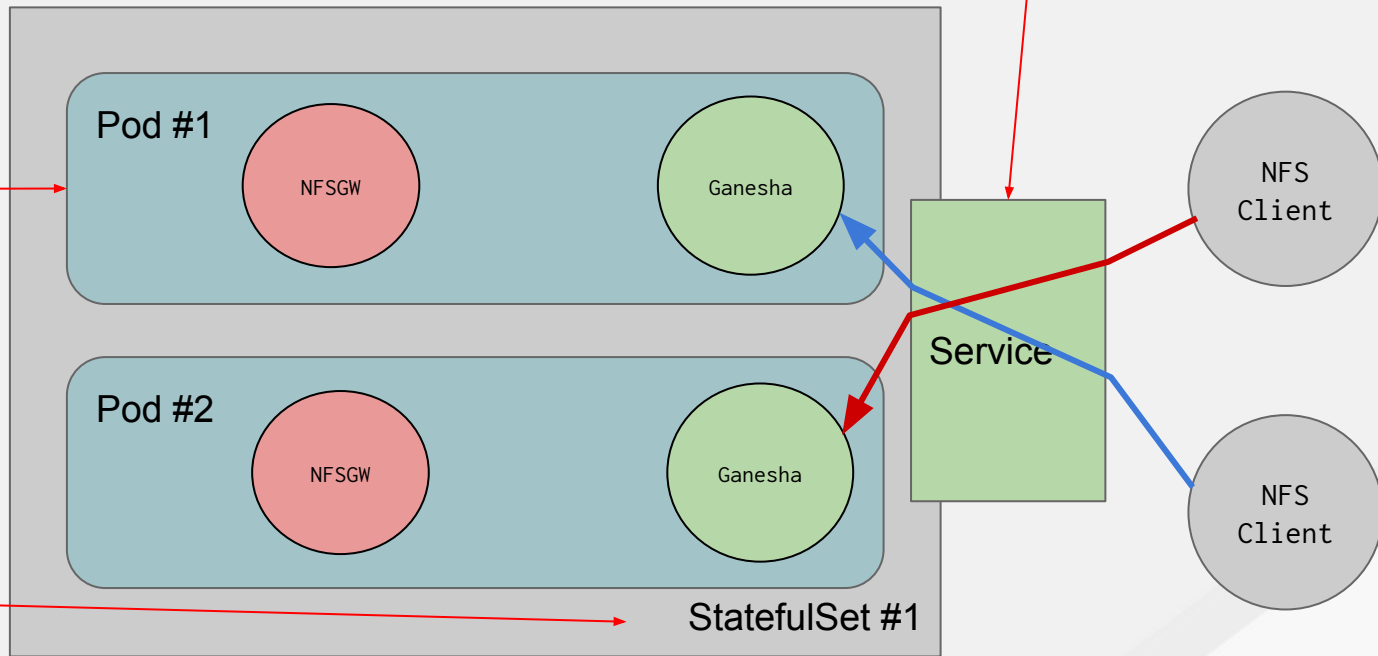 Pod #1
NFSGW
Ganesha
NFS
Client
Service
Pod #2
NFSGW
Ganesha
NFS
Client
StatefulSet #1